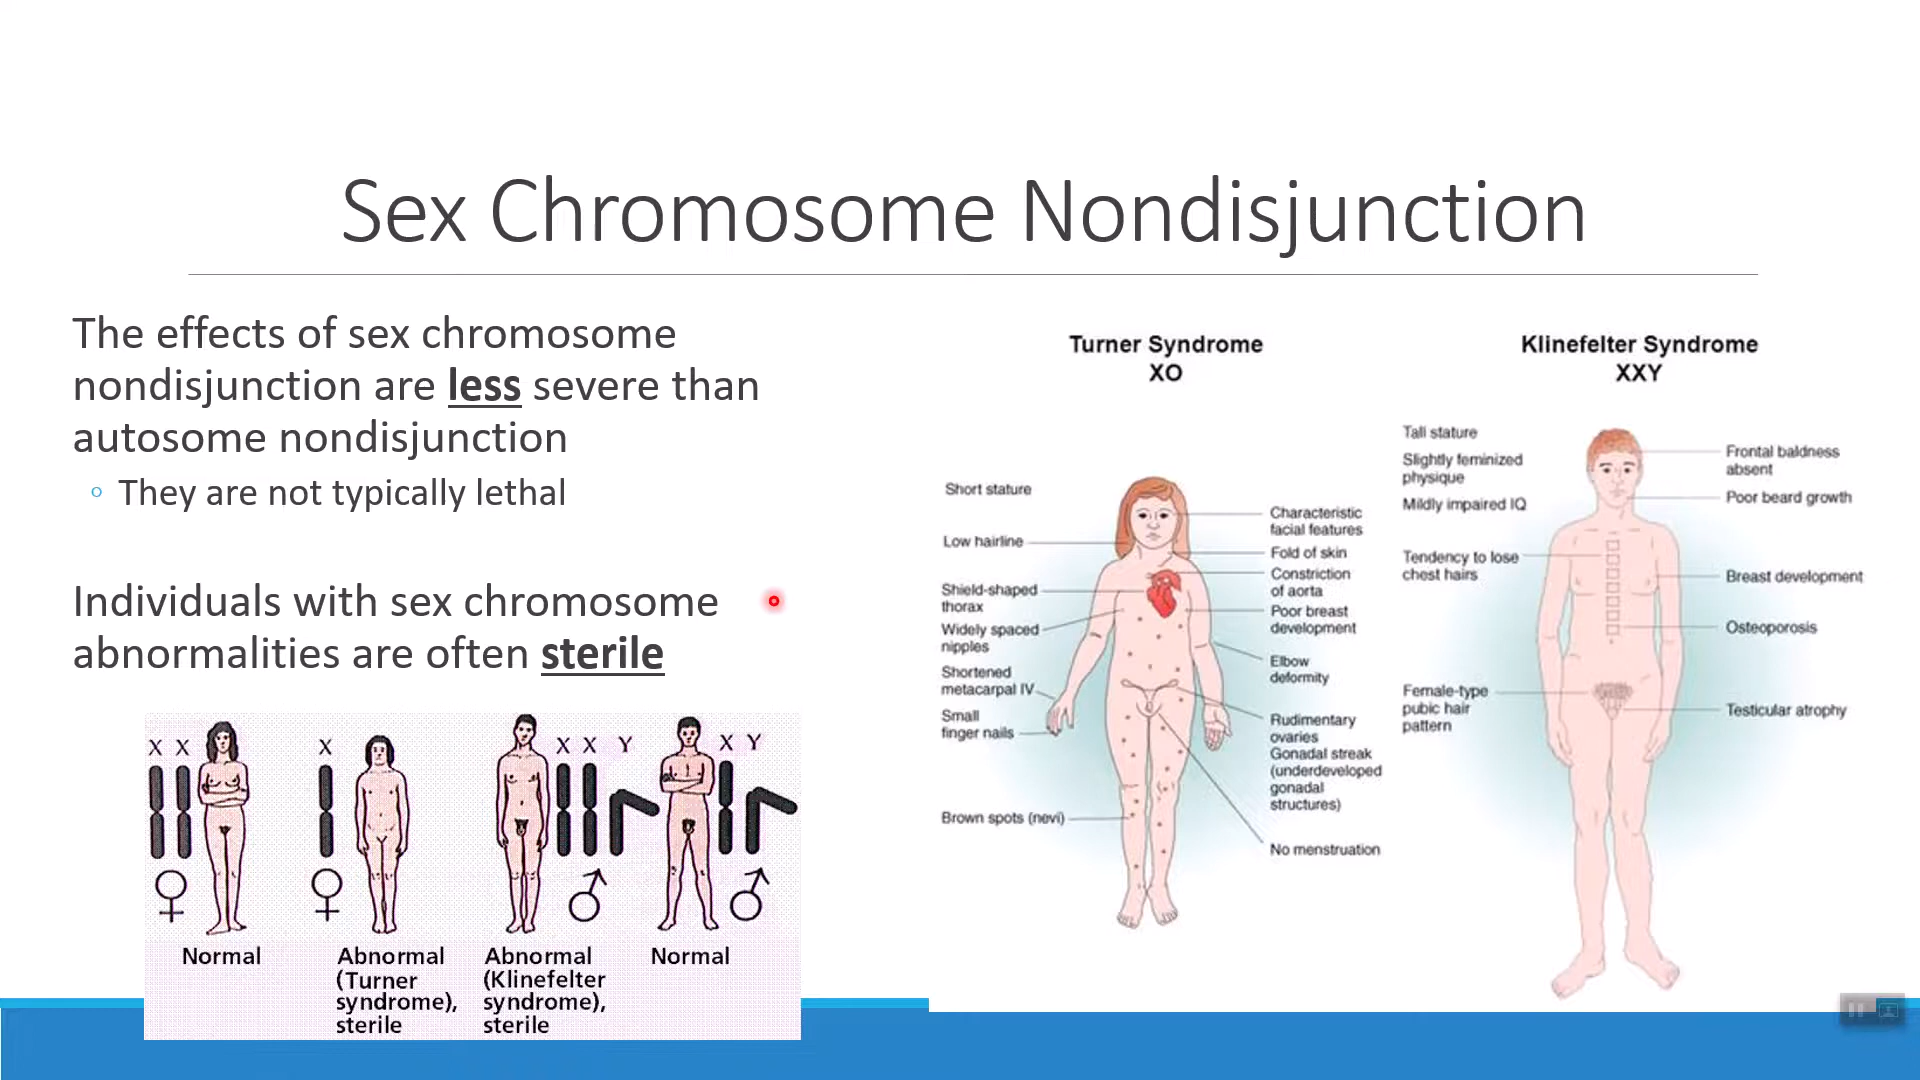 Sex Chromosome Nondisjunction
The effects of sex chromosome
nondisjunction are less severe than
autosome nondisjunction
They are not typically lethal
Individuals with sex chromosome
abnormalities are often sterile
X X
X
X X Y
X Y
Normal
Abnormal
(Turner
syndrome),
sterile
Abnormal
(Klinefelter
syndrome),
sterile
Normal
Turner Syndrome
XO
Short stature
Low hairline
Shield-shaped
thorax
Widely spaced
nipples
Shortened
metacarpal IV
Small
finger nails
Brown spots (nevi)
Characteristic
facial features
Fold of skin
Constriction
of aorta
Poor breast
development
Elbow
deformity
Rudimentary
ovaries
Gonadal streak
(underdeveloped
gonadal
structures)
No menstruation
Klinefelter Syndrome
XXY
Tall stature
Slightly feminized
physique
Mildly impaired IQ
Tendency to lose
chest hairs
Female-type
pubic hair
pattern
Frontal baldness
absent
Poor beard growth
Breast development
Osteoporosis
Testicular atrophy